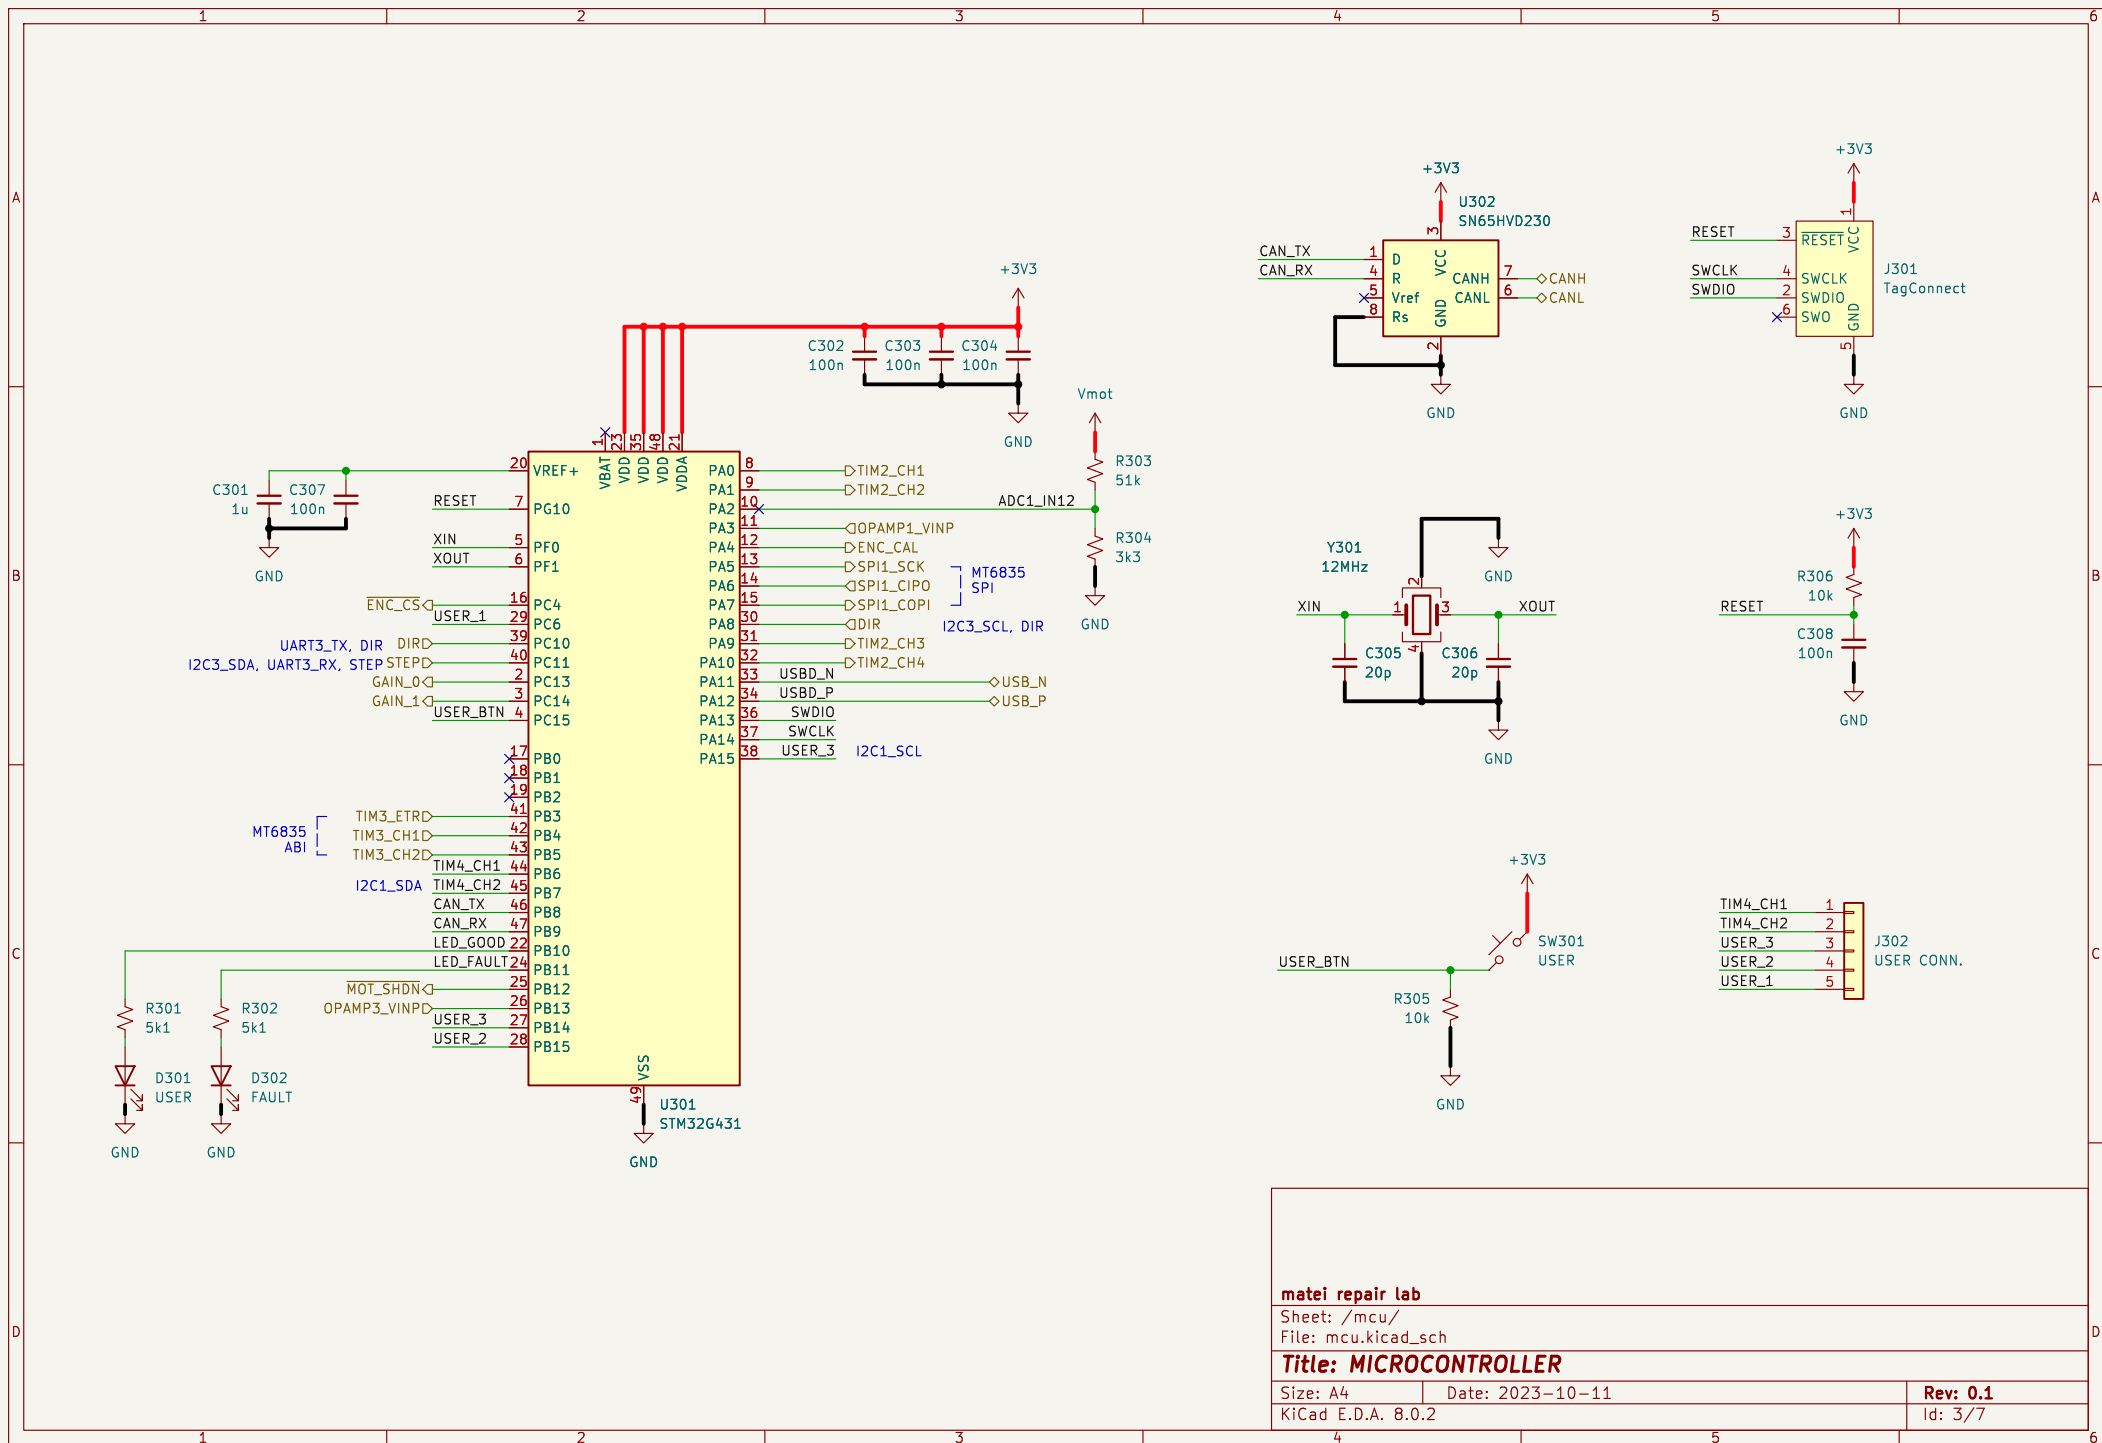 1 2 3 4 5 6
A A
B B
C C
D D
1 2 3 4 5 6
+3V3
C302
100n
C303
100n
C304
100n
GND
Vmot
R303
51k
ADC1_IN12
R304
3k3
GND
C301
1u
C307
100n
GND
1 VBAT
23 VDD
35 VDD
48 VDD
21 VDDA
20 VREF+
RESET 7 PG10
XIN 5 PF0
XOUT 6 PF1
ENC_CS 16 PC4
USER_1 29 PC6
UART3_TX, DIR DIR 39 PC10
I2C3_SDA, UART3_RX, STEP STEP 40 PC11
GAIN_0 2 PC13
GAIN_1 3 PC14
USER_BTN 4 PC15
17 PB0
18 PB1
19 PB2
MT6835
ABI
TIM3_ETR 41 PB3
TIM3_CH1 42 PB4
TIM3_CH2 43 PB5
TIM4_CH1 44 PB6
I2C1_SDA TIM4_CH2 45 PB7
CAN_TX 46 PB8
CAN_RX 47 PB9
LED_GOOD 22 PB10
LED_FAULT 24 PB11
MOT_SHDN 25 PB12
OPAMP3_VINP 26 PB13
USER_3 27 PB14
USER_2 28 PB15
PA0 8 TIM2_CH1
PA1 9 TIM2_CH2
PA2 10
PA3 11 OPAMP1_VINP
PA4 12 ENC_CAL
PA5 13 SPI1_SCK
PA6 14 SPI1_CIPO
PA7 15 SPI1_COPI
MT6835
SPI
PA8 30 DIR I2C3_SCL, DIR
PA9 31 TIM2_CH3
PA10 32 TIM2_CH4
PA11 33 USBD_N USB_N
PA12 34 USBD_P USB_P
PA13 36 SWDIO
PA14 37 SWCLK
PA15 38 USER_3 I2C1_SCL
VSS
49
U301
STM32G431
GND
R301
5k1
R302
5k1
D301
USER
D302
FAULT
GND
GND
+3V3
U302
SN65HVD230
3
VCC
CAN_TX 1 D
CAN_RX 4 R
5 Vref
8 Rs
CANH 7 CANH
CANL 6 CANL
GND
2
GND
+3V3
1
VCC
RESET 3 RESET
SWCLK 4 SWCLK
SWDIO 2 SWDIO
6 SWO
GND
5
J301
TagConnect
GND
Y301
12MHz
GND
XIN 1 2 3 4 XOUT
C305
20p
C306
20p
GND
+3V3
R306
10k
RESET
C308
100n
GND
+3V3
SW301
USER
USER_BTN
R305
10k
GND
TIM4_CH1 1
TIM4_CH2 2
USER_3 3
USER_2 4
USER_1 5
J302
USER CONN.
matei repair lab
Sheet: /mcu/
File: mcu.kicad_sch
Title: MICROCONTROLLER
Size: A4 Date: 2023-10-11 Rev: 0.1
KiCad E.D.A. 8.0.2 Id: 3/7